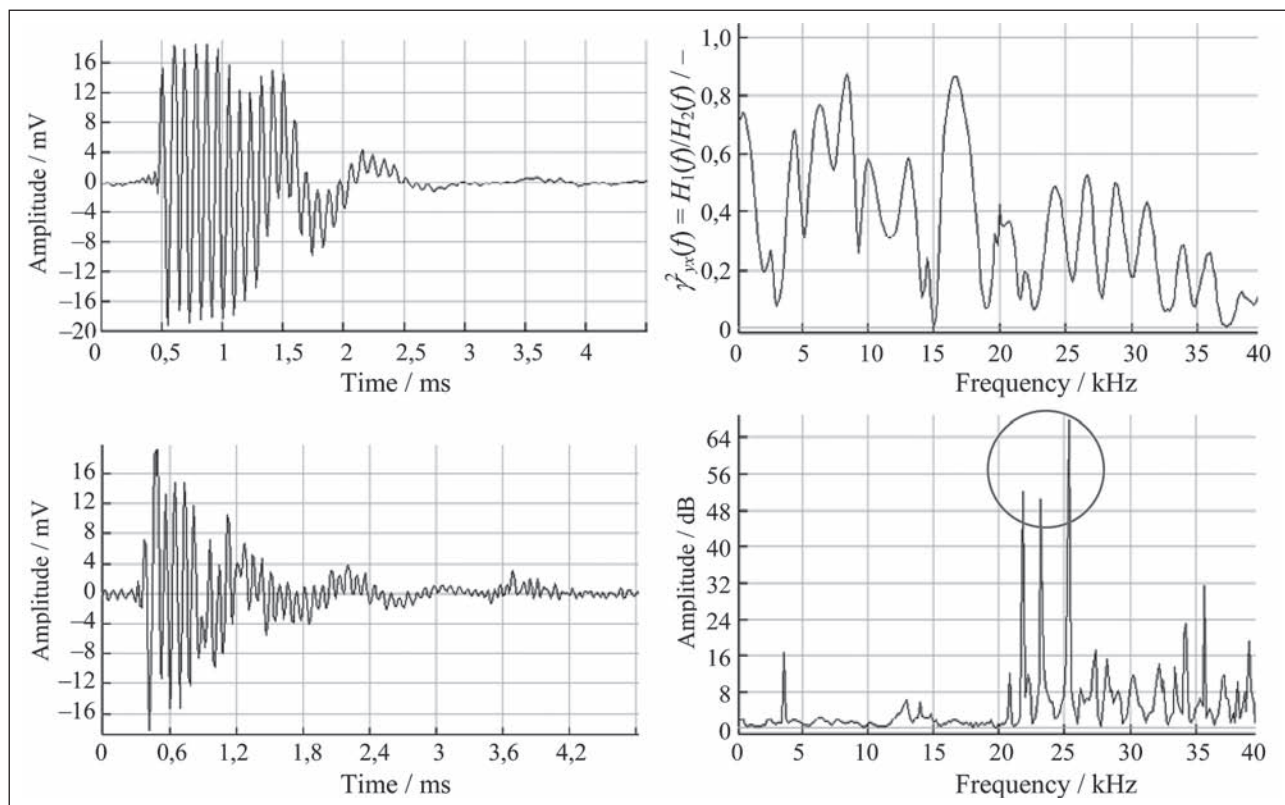 Amplitude / mV
16
12
8
4
0
−4
−8
−12
−16
−20
0 0,5 1 1,5 2 2,5 3 3,5 4
Time / ms
γ²yx(f) = H1(f)/H2(f) / −
1,0
0,8
0,6
0,4
0,2
0
0 5 10 15 20 25 30 35 40
Frequency / kHz
Amplitude / mV
16
12
8
4
0
−4
−8
−12
−16
0 0,6 1,2 1,8 2,4 3 3,6 4,2
Time / ms
Amplitude / dB
64
56
48
40
32
24
16
8
0
0 5 10 15 20 25 30 35 40
Frequency / kHz